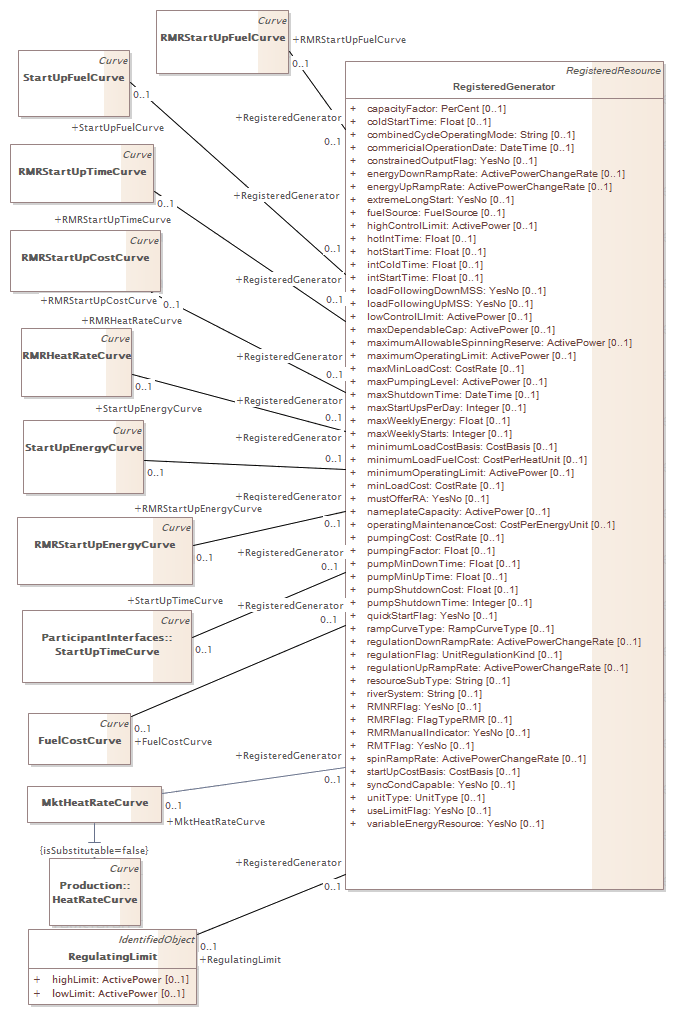 Curve
RMRStartUpFuelCurve
+RMRStartUpFuelCurve
0..1
Curve
StartUpFuelCurve
0..1
+StartUpFuelCurve
+RegisteredGenerator
0..1
Curve
RMRStartUpTimeCurve
0..1
+RMRStartUpTimeCurve
+RegisteredGenerator
0..1
Curve
RMRStartUpCostCurve
+RMRStartUpCostCurve
0..1
+RegisteredGenerator
0..1
+RMRHeatRateCurve
Curve
RMRHeatRateCurve
0..1
+RegisteredGenerator
0..1
+StartUpEnergyCurve
+RegisteredGenerator
0..1
Curve
StartUpEnergyCurve
0..1
+RegisteredGenerator
0..1
+RMRStartUpEnergyCurve
+RegisteredGenerator
0..1
Curve
RMRStartUpEnergyCurve
0..1
+RegisteredGenerator
0..1
+StartUpTimeCurve
+RegisteredGenerator
0..1
Curve
ParticipantInterfaces::
StartUpTimeCurve
0..1
Curve
FuelCostCurve
0..1
+FuelCostCurve
+RegisteredGenerator
0..1
MktHeatRateCurve
0..1
+MktHeatRateCurve
{isSubstitutable=false}
Curve
Production::
HeatRateCurve
+RegisteredGenerator
0..1
IdentifiedObject
RegulatingLimit
0..1
+RegulatingLimit
+ highLimit: ActivePower [0..1]
+ lowLimit: ActivePower [0..1]
RegisteredResource
RegisteredGenerator
+ capacityFactor: PerCent [0..1]
+ coldStartTime: Float [0..1]
+ combinedCycleOperatingMode: String [0..1]
+ commericialOperationDate: DateTime [0..1]
+ constrainedOutputFlag: YesNo [0..1]
+ energyDownRampRate: ActivePowerChangeRate [0..1]
+ energyUpRampRate: ActivePowerChangeRate [0..1]
+ extremeLongStart: YesNo [0..1]
+ fuelSource: FuelSource [0..1]
+ highControlLimit: ActivePower [0..1]
+ hotIntTime: Float [0..1]
+ hotStartTime: Float [0..1]
+ intColdTime: Float [0..1]
+ intStartTime: Float [0..1]
+ loadFollowingDownMSS: YesNo [0..1]
+ loadFollowingUpMSS: YesNo [0..1]
+ lowControlLImit: ActivePower [0..1]
+ maxDependableCap: ActivePower [0..1]
+ maximumAllowableSpinningReserve: ActivePower [0..1]
+ maximumOperatingLimit: ActivePower [0..1]
+ maxMinLoadCost: CostRate [0..1]
+ maxPumpingLevel: ActivePower [0..1]
+ maxShutdownTime: DateTime [0..1]
+ maxStartUpsPerDay: Integer [0..1]
+ maxWeeklyEnergy: Float [0..1]
+ maxWeeklyStarts: Integer [0..1]
+ minimumLoadCostBasis: CostBasis [0..1]
+ minimumLoadFuelCost: CostPerHeatUnit [0..1]
+ minimumOperatingLimit: ActivePower [0..1]
+ minLoadCost: CostRate [0..1]
+ mustOfferRA: YesNo [0..1]
+ nameplateCapacity: ActivePower [0..1]
+ operatingMaintenanceCost: CostPerEnergyUnit [0..1]
+ pumpingCost: CostRate [0..1]
+ pumpingFactor: Float [0..1]
+ pumpMinDownTime: Float [0..1]
+ pumpMinUpTime: Float [0..1]
+ pumpShutdownCost: Float [0..1]
+ pumpShutdownTime: Integer [0..1]
+ quickStartFlag: YesNo [0..1]
+ rampCurveType: RampCurveType [0..1]
+ regulationDownRampRate: ActivePowerChangeRate [0..1]
+ regulationFlag: UnitRegulationKind [0..1]
+ regulationUpRampRate: ActivePowerChangeRate [0..1]
+ resourceSubType: String [0..1]
+ riverSystem: String [0..1]
+ RMNRFlag: YesNo [0..1]
+ RMRFlag: FlagTypeRMR [0..1]
+ RMRManualIndicator: YesNo [0..1]
+ RMTFlag: YesNo [0..1]
+ spinRampRate: ActivePowerChangeRate [0..1]
+ startUpCostBasis: CostBasis [0..1]
+ syncCondCapable: YesNo [0..1]
+ unitType: UnitType [0..1]
+ useLimitFlag: YesNo [0..1]
+ variableEnergyResource: YesNo [0..1]